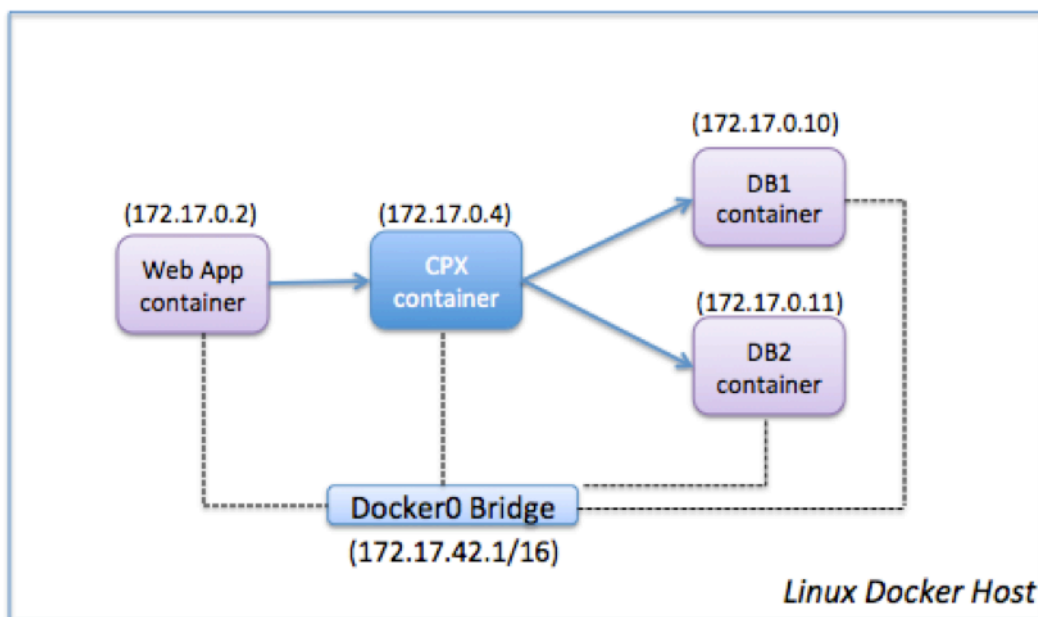 (172.17.0.10)
DB1
container
(172.17.0.2)
Web App
container
(172.17.0.4)
CPX
container
(172.17.0.11)
DB2
container
Docker0 Bridge
(172.17.42.1/16)
Linux Docker Host